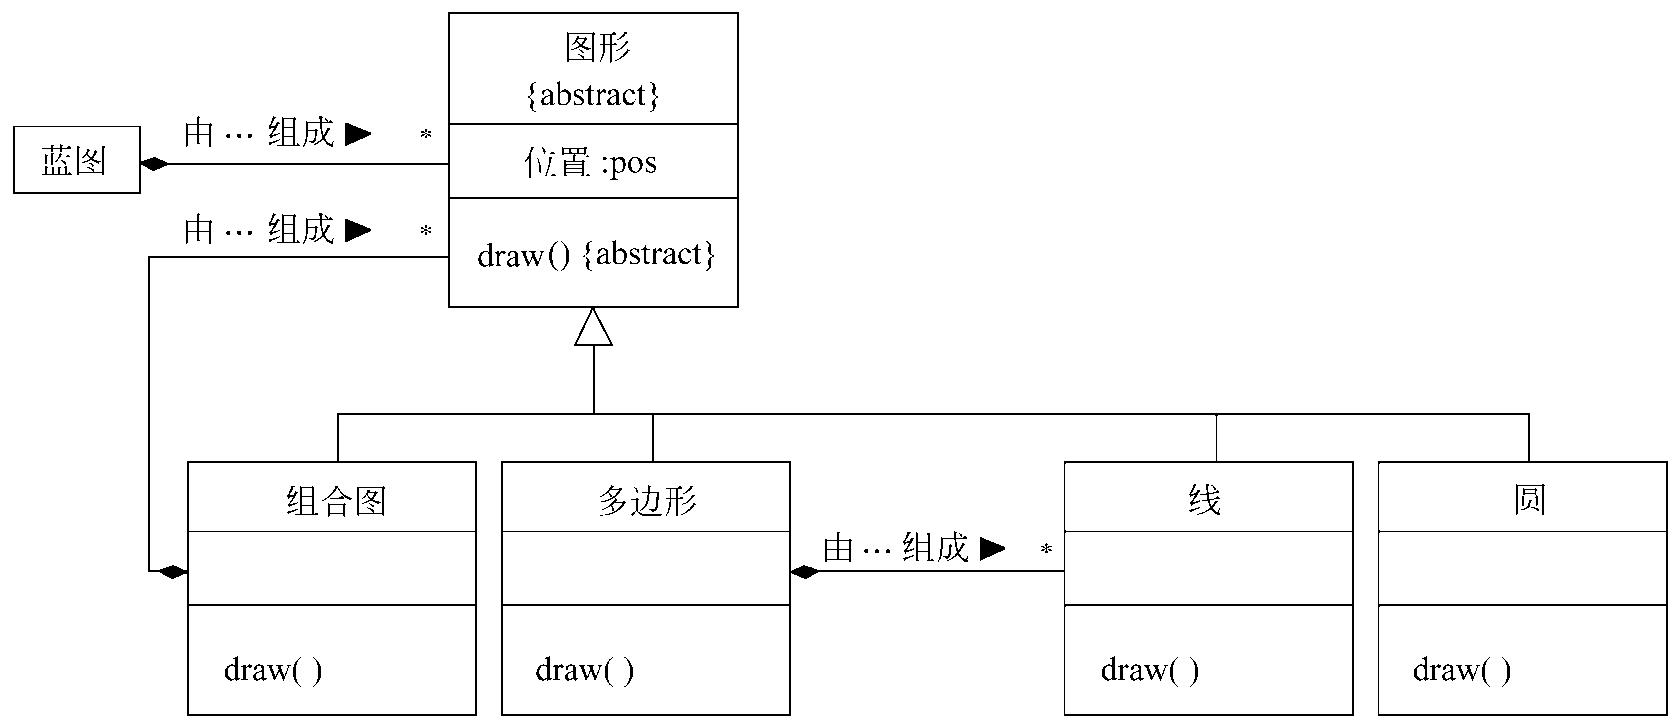 图形
{abstract}
由 … 组成 ▶ *
蓝图
位置 :pos
由 … 组成 ▶ *
draw() {abstract}
组合图
多边形
线
圆
由 … 组成 ▶ *
draw( )
draw( )
draw( )
draw( )